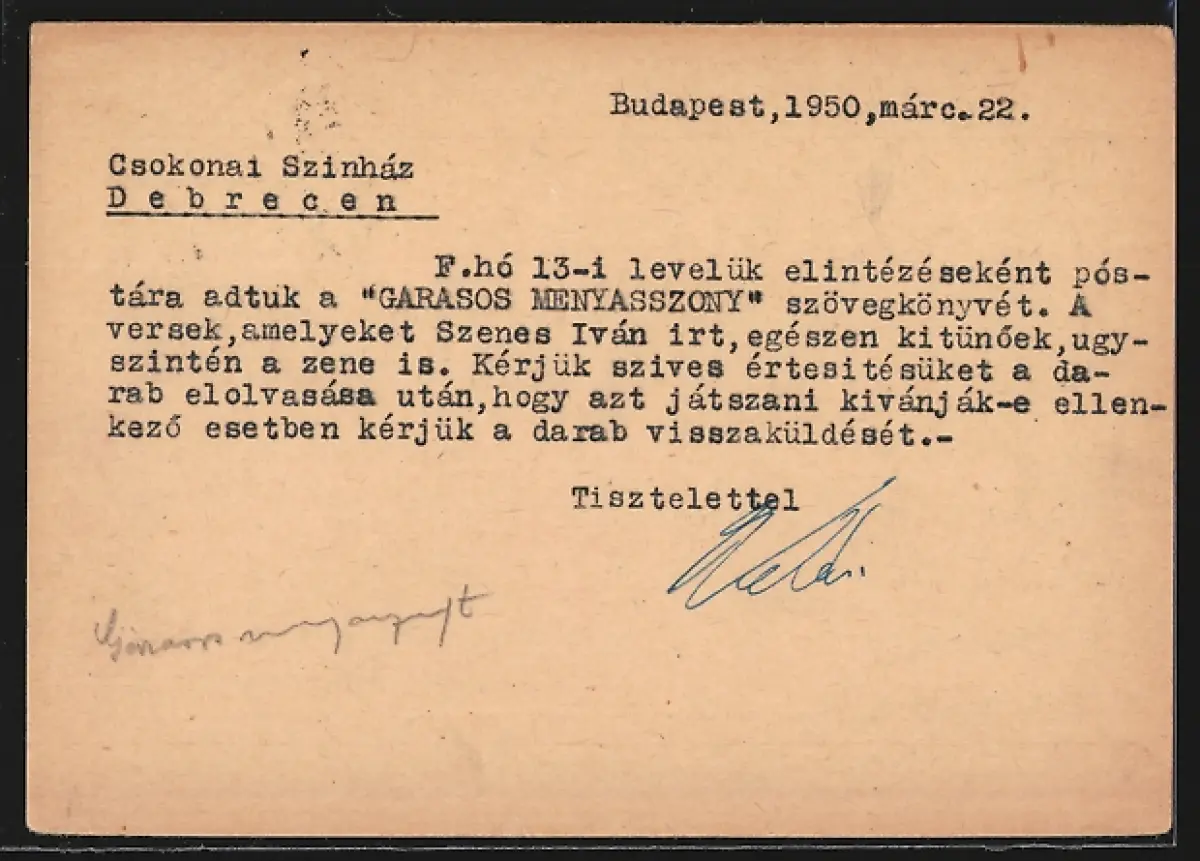 Budapest,1950,márc.22.
Csokonai Szinház
Debrecen
F.hó 13-i levelük elintézéseként pós-
tára adtuk a "GARASOS MENYASSZONY" szövegkönyvét. A
versek,amelyeket Szenes Iván irt,egészen kitünőek,ugy-
szintén a zene is. Kérjük szives értesitésüket a da-
rab elolvasása után,hogy azt játszani kivánják-e ellen-
kező esetben kérjük a darab visszaküldését.-
Tisztelettel